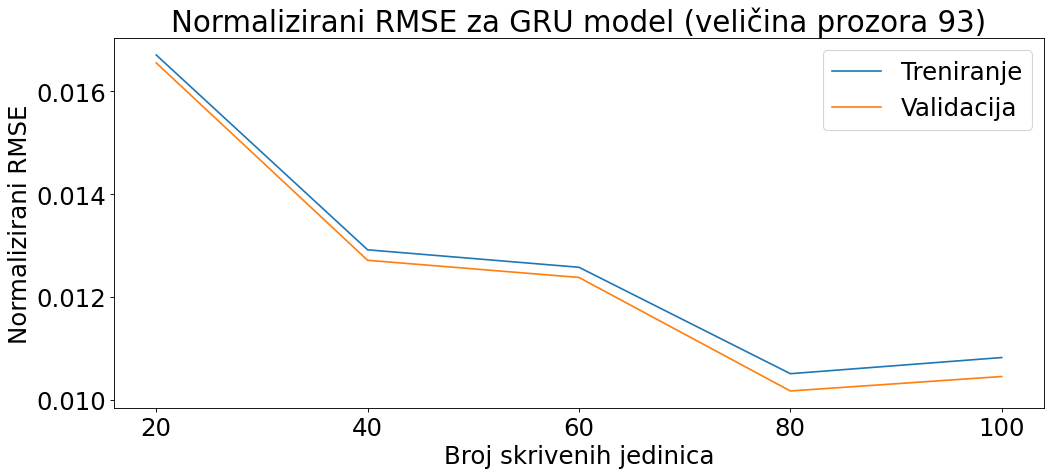 Normalizirani RMSE za GRU model (veličina prozora 93)
Treniranje
Validacija
Normalizirani RMSE
0.016
0.014
0.012
0.010
20 40 60 80 100
Broj skrivenih jedinica